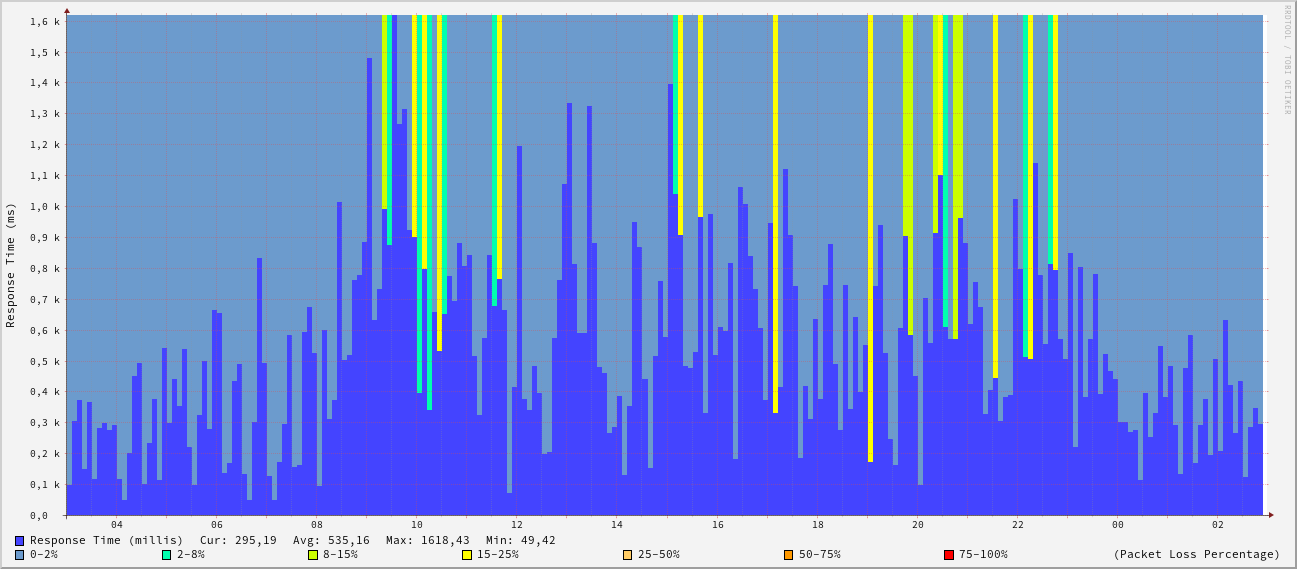 1,6 k
1,5 k
1,4 k
1,3 k
1,2 k
1,1 k
1,0 k
0,9 k
0,8 k
0,7 k
0,6 k
0,5 k
0,4 k
0,3 k
0,2 k
0,1 k
0,0
Response Time (ms)
RRDTOOL / TOBI OETIKER
04 06 08 10 12 14 16 18 20 22 00 02
Response Time (millis) Cur: 295,19 Avg: 535,16 Max: 1618,43 Min: 49,42
0-2% 2-8% 8-15% 15-25% 25-50% 50-75% 75-100% (Packet Loss Percentage)